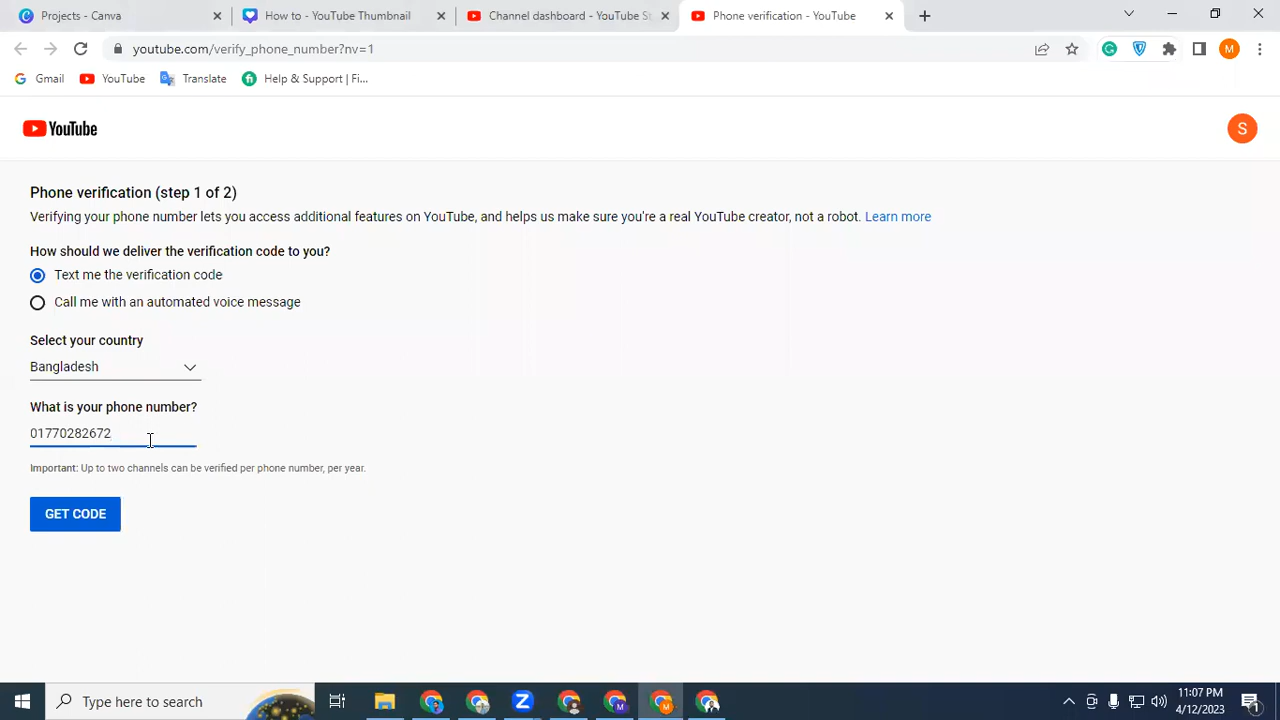 Projects - Canva
How to - YouTube Thumbnail
Channel dashboard - YouTube St
Phone verification - YouTube
youtube.com/verify_phone_number?nv=1
M
Gmail
YouTube
Translate
Help & Support | Fi...
YouTube
S
Phone verification (step 1 of 2)
Verifying your phone number lets you access additional features on YouTube, and helps us make sure you're a real YouTube creator, not a robot. Learn more
How should we deliver the verification code to you?
Text me the verification code
Call me with an automated voice message
Select your country
Bangladesh
What is your phone number?
01770282672
Important: Up to two channels can be verified per phone number, per year.
GET CODE
Type here to search
11:07 PM
4/12/2023